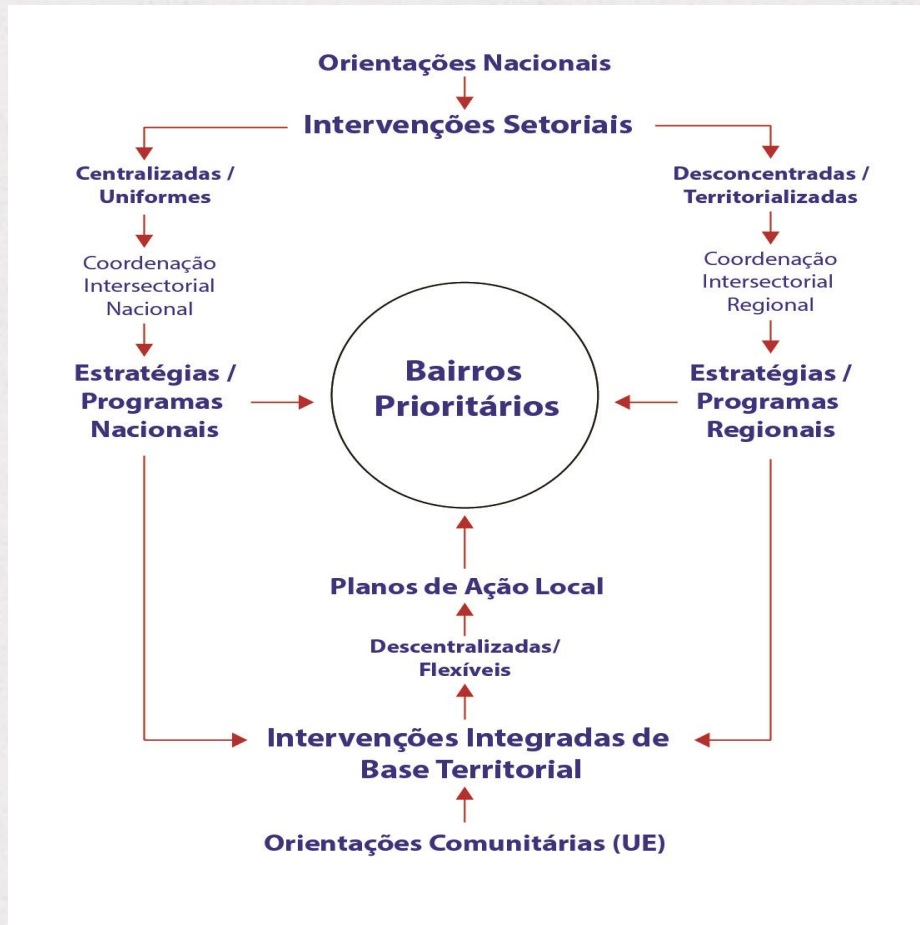 Orientações Nacionais
Intervenções Setoriais
Centralizadas /
Uniformes
Coordenação
Intersectorial
Nacional
Estratégias /
Programas
Nacionais
Desconcentradas /
Territorializadas
Coordenação
Intersectorial
Regional
Estratégias /
Programas
Regionais
Bairros
Prioritários
Planos de Ação Local
Descentralizadas/
Flexíveis
Intervenções Integradas de
Base Territorial
Orientações Comunitárias (UE)